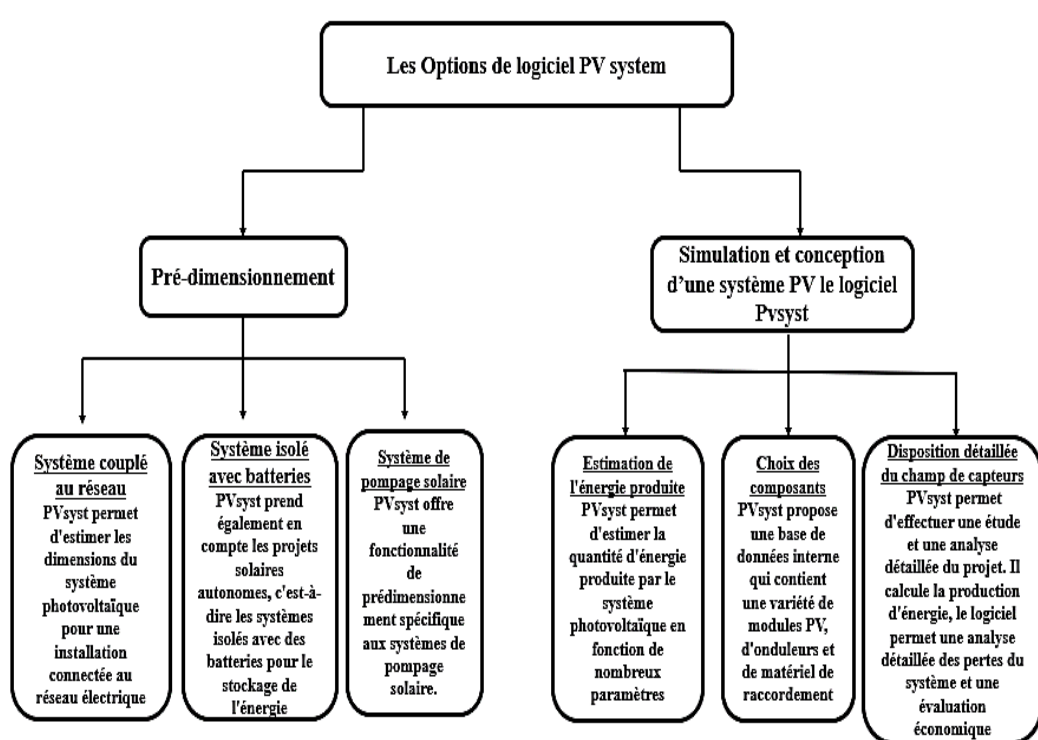 Les Options de logiciel PV system
Pré-dimensionnement
Simulation et conception
d'une système PV le logiciel
Pvsyst
Système couplé
au réseau
PVsyst permet
d'estimer les
dimensions du
système
photovoltaïque
pour une
installation
connectée au
réseau électrique
Système isolé
avec batteries
PVsyst prend
également en
compte les projets
solaires
autonomes, c'est-à-
dire les systèmes
isolés avec des
batteries pour le
stockage de
l'énergie
Système de
pompage solaire
PVsyst offre
une
fonctionnalité
de
prédimensionne
ment spécifique
aux systèmes de
pompage
solaire.
Estimation de
l'énergie produite
PVsyst permet
d'estimer la
quantité d'énergie
produite par le
système
photovoltaïque en
fonction de
nombreux
paramètres
Choix des
composants
PVsyst propose
une base de
données interne
qui contient
une variété de
modules PV,
d'onduleurs et
de matériel de
raccordement
Disposition détaillée
du champ de capteurs
PVsyst permet
d'effectuer une étude
et une analyse
détaillée du projet. Il
calcule la production
d'énergie, le logiciel
permet une analyse
détaillée des pertes du
système et une
évaluation
économique